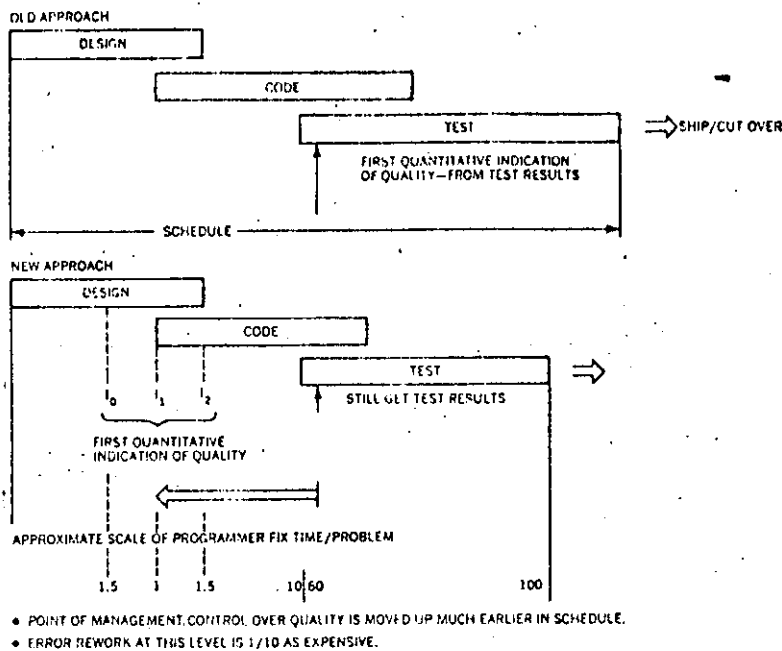 OLD APPROACH
DESIGN
CODE
TEST
SHIP/CUT OVER
FIRST QUANTITATIVE INDICATION
OF QUALITY—FROM TEST RESULTS
SCHEDULE
NEW APPROACH
DESIGN
CODE
TEST
I0 I1 I2
STILL GET TEST RESULTS
FIRST QUANTITATIVE
INDICATION OF QUALITY
APPROXIMATE SCALE OF PROGRAMMER FIX TIME/PROBLEM
1.5 1 1.5 10 60 100
• POINT OF MANAGEMENT CONTROL OVER QUALITY IS MOVED UP MUCH EARLIER IN SCHEDULE.
• ERROR REWORK AT THIS LEVEL IS 1/10 AS EXPENSIVE.